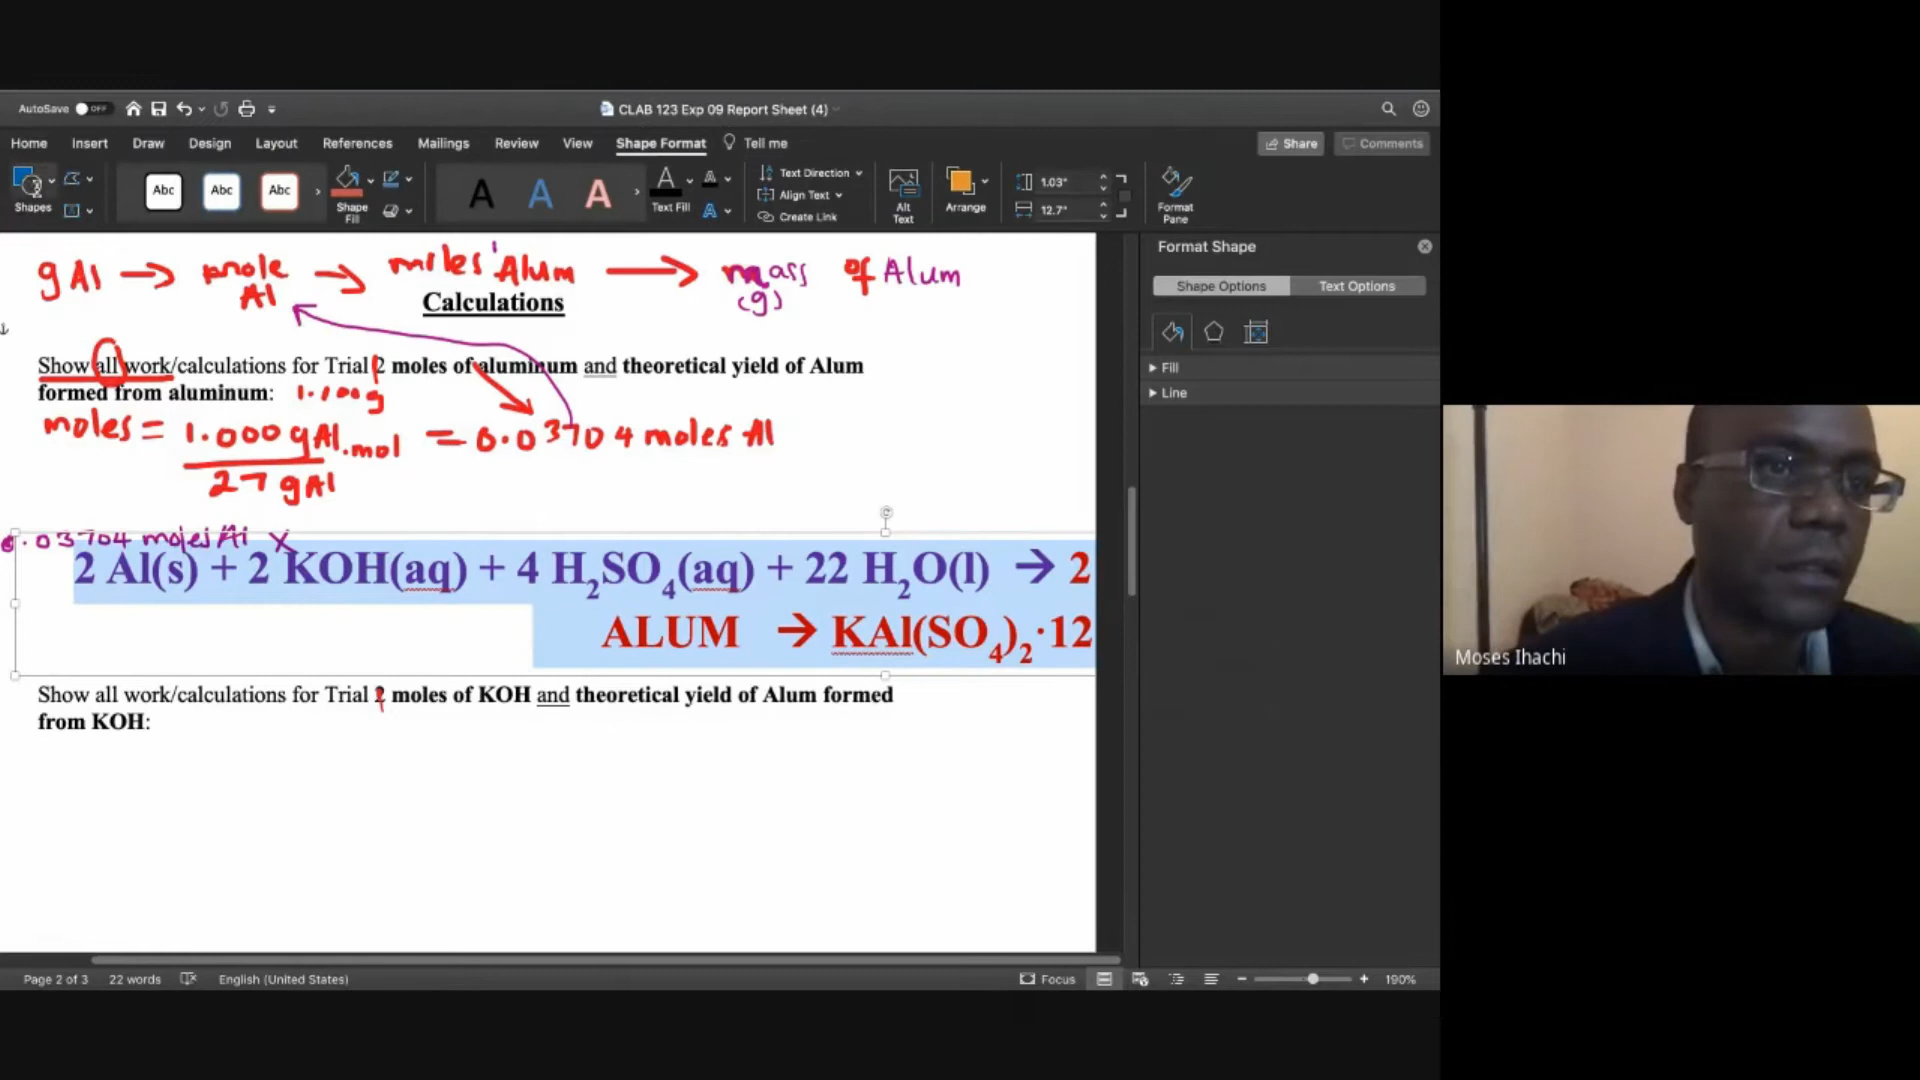 AutoSave OFF
CLAB 123 Exp 09 Report Sheet (4)
Home Insert Draw Design Layout References Mailings Review View Shape Format Tell me
Share Comments
Shapes
Abc Abc Abc
Shape Fill
A A A
A Text Fill
Text Direction
Align Text
Create Link
Alt Text
Arrange
1.03"
12.7"
Format Pane
Format Shape
Shape Options Text Options
Fill
Line
g Al → mole Al → moles Alum → mass (g) of Alum
Calculations
Show all work/calculations for Trial 2 moles of aluminum and theoretical yield of Alum
formed from aluminum: 1.100g
moles = 1.000 g Al . mol = 0.03704 moles Al
27 g Al
0.03704 moles Al X
2 Al(s) + 2 KOH(aq) + 4 H₂SO₄(aq) + 22 H₂O(l) → 2
ALUM → KAl(SO₄)₂·12
Show all work/calculations for Trial 2 moles of KOH and theoretical yield of Alum formed
from KOH:
Moses Ihachi
Page 2 of 3 22 words English (United States)
Focus
190%